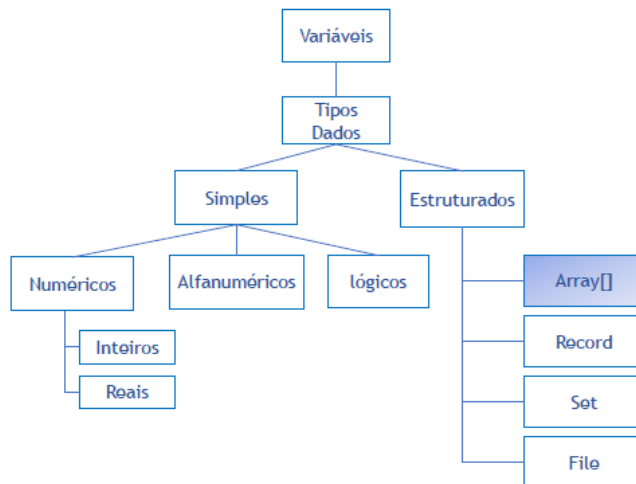 Variáveis
Tipos
Dados
Simples
Estruturados
Numéricos
Alfanuméricos
lógicos
Array[]
Inteiros
Record
Reais
Set
File